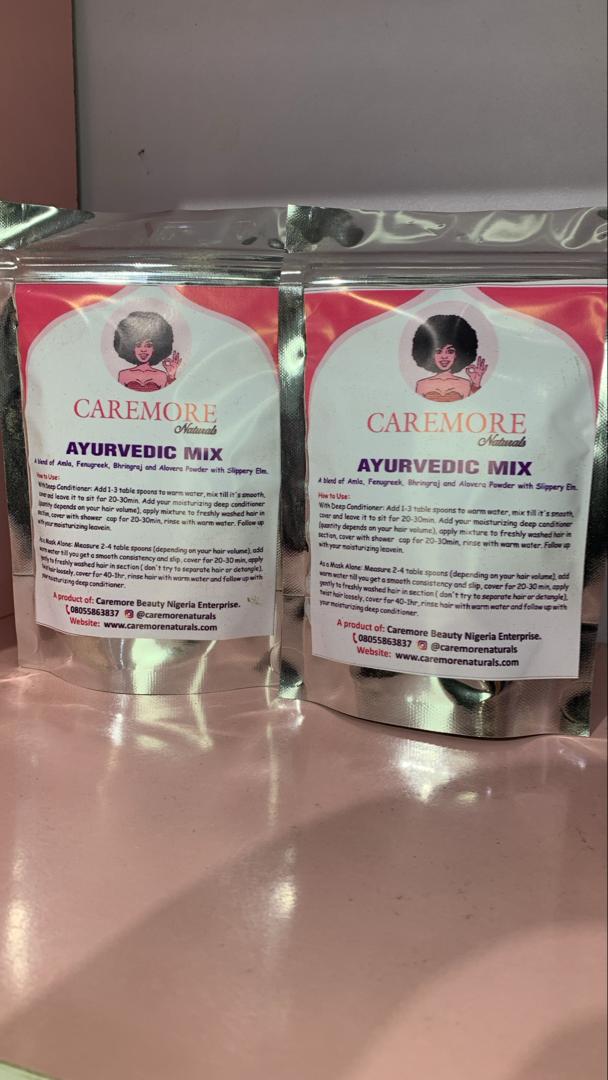 CAREMORE
Naturals
AYURVEDIC MIX
A blend of Amla, Fenugreek, Bhringraj and Alovera Powder with Slippery Elm.
How to Use:
With Deep Conditioner: Add 1-3 table spoons to warm water, mix till it's smooth,
cover and leave it to sit for 20-30min. Add your moisturizing deep conditioner
(quantity depends on your hair volume), apply mixture to freshly washed hair in
section, cover with shower cap for 20-30min, rinse with warm water. Follow up
with your moisturizing leavein.
As Mask Alone: Measure 2-4 table spoons (depending on your hair volume), add
warm water till you get a smooth consistency and slip, cover for 20-30 min, apply
gently to freshly washed hair in section ( don't try to separate hair or detangle),
twist hair loosely, cover for 40-1hr, rinse hair with warm water and follow up with
your moisturizing deep conditioner.
A product of: Caremore Beauty Nigeria Enterprise.
08055863837 @caremorenaturals
Website: www.caremorenaturals.com
CAREMORE
Naturals
AYURVEDIC MIX
A blend of Amla, Fenugreek, Bhringraj and Alovera Powder with Slippery Elm.
How to Use:
With Deep Conditioner: Add 1-3 table spoons to warm water, mix till it's smooth,
cover and leave it to sit for 20-30min. Add your moisturizing deep conditioner
(quantity depends on your hair volume), apply mixture to freshly washed hair in
section, cover with shower cap for 20-30min, rinse with warm water. Follow up
with your moisturizing leavein.
As a Mask Alone: Measure 2-4 table spoons (depending on your hair volume), add
warm water till you get a smooth consistency and slip, cover for 20-30 min, apply
gently to freshly washed hair in section ( don't try to separate hair or detangle),
twist hair loosely, cover for 40-1hr, rinse hair with warm water and follow up with
your moisturizing deep conditioner.
A product of: Caremore Beauty Nigeria Enterprise.
08055863837 @caremorenaturals
Website: www.caremorenaturals.com